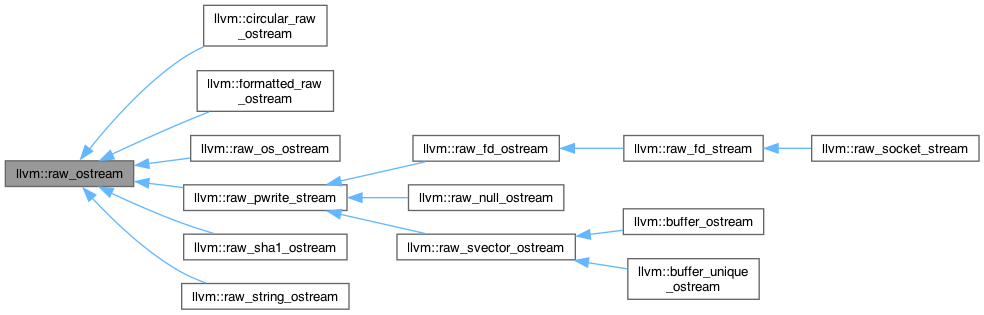 llvm::circular_raw
_ostream
llvm::formatted_raw
_ostream
llvm::raw_os_ostream
llvm::raw_fd_ostream
llvm::raw_fd_stream
llvm::raw_socket_stream
llvm::raw_ostream
llvm::raw_pwrite_stream
llvm::raw_null_ostream
llvm::buffer_ostream
llvm::raw_sha1_ostream
llvm::raw_svector_ostream
llvm::buffer_unique
_ostream
llvm::raw_string_ostream